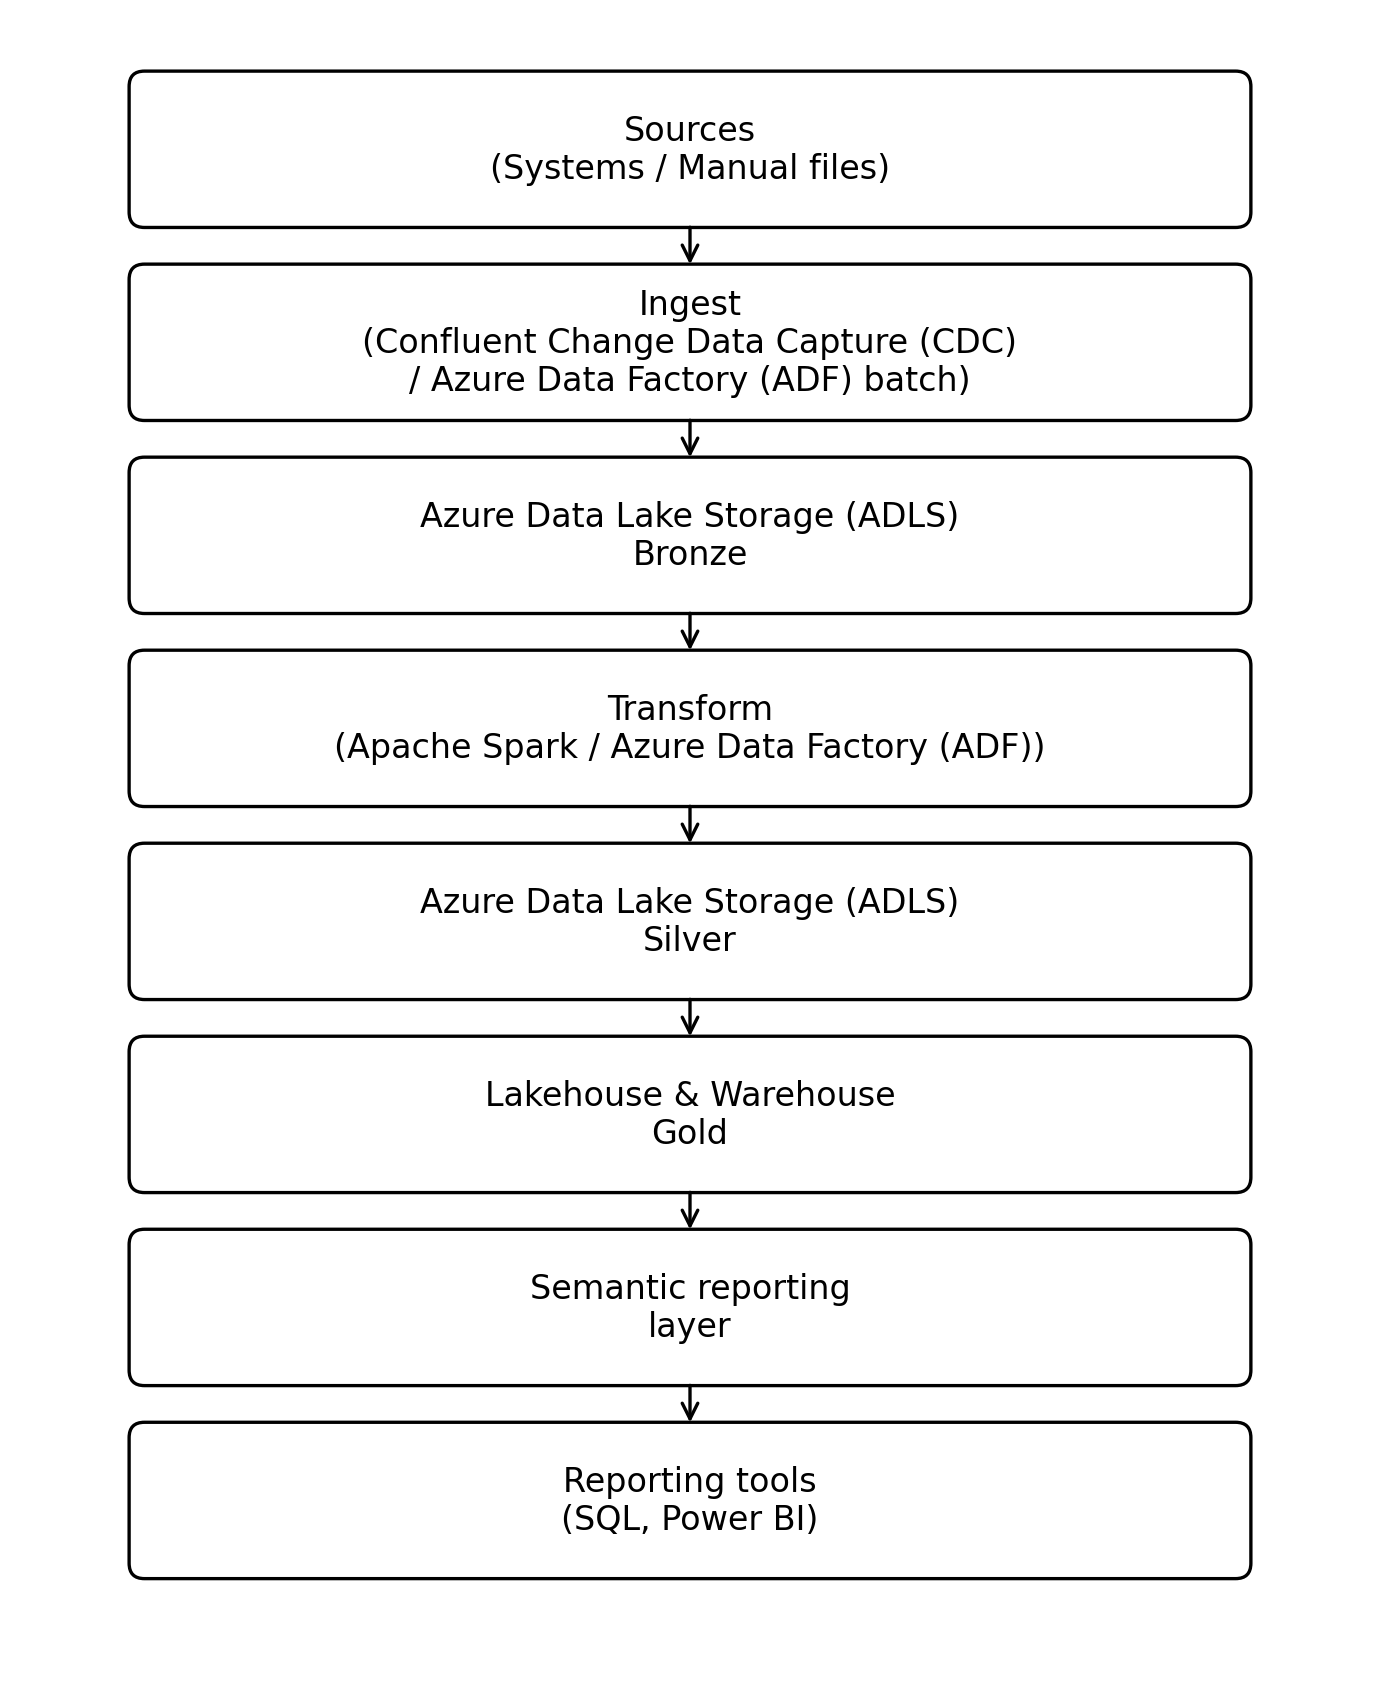 Sources
(Systems / Manual files)
Ingest
(Confluent Change Data Capture (CDC)
/ Azure Data Factory (ADF) batch)
Azure Data Lake Storage (ADLS)
Bronze
Transform
(Apache Spark / Azure Data Factory (ADF))
Azure Data Lake Storage (ADLS)
Silver
Lakehouse & Warehouse
Gold
Semantic reporting
layer
Reporting tools
(SQL, Power BI)